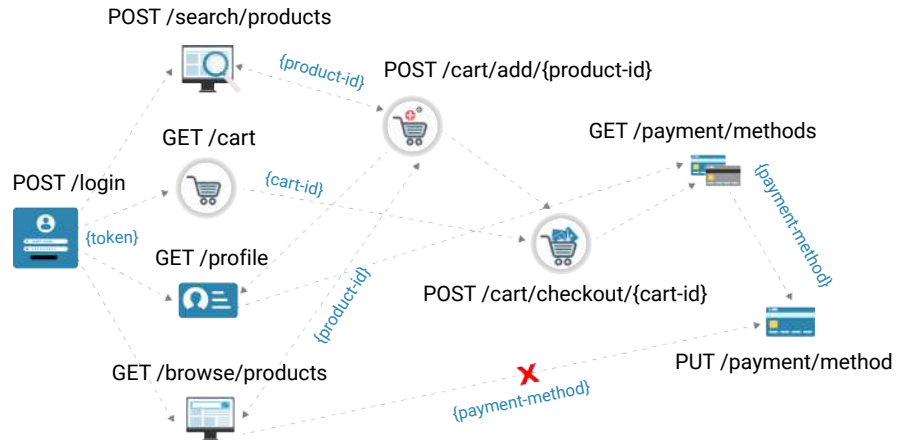 POST /search/products
{product-id}
POST /cart/add/{product-id}
GET /cart
GET /payment/methods
POST /login
{cart-id}
{payment-method}
{token}
GET /profile
{product-id}
POST /cart/checkout/{cart-id}
GET /browse/products
PUT /payment/method
X
{payment-method}